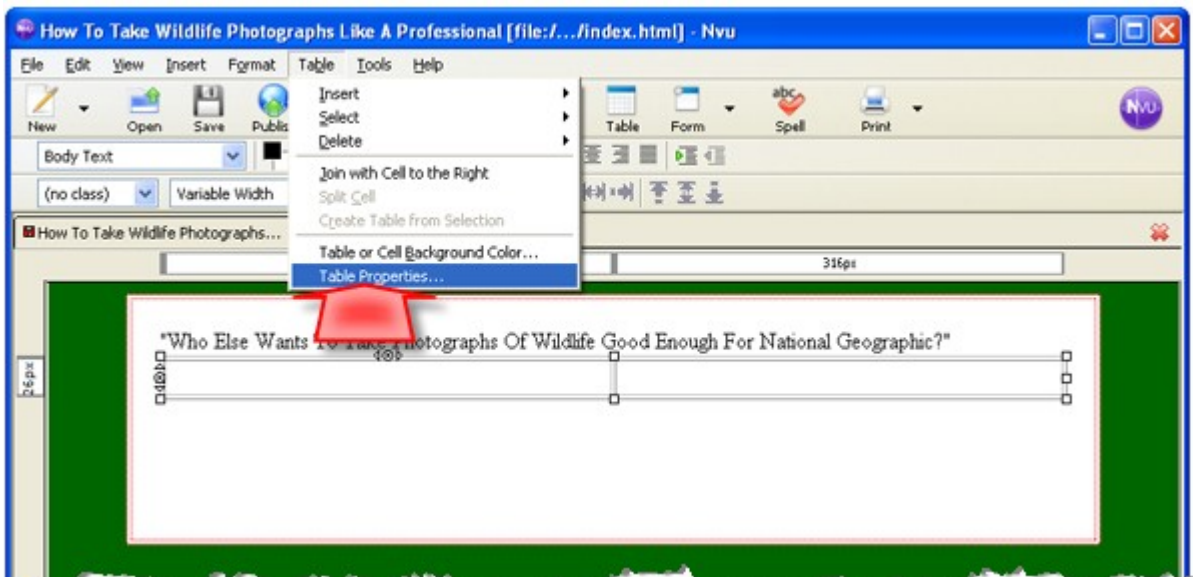 How To Take Wildlife Photographs Like A Professional [file:/.../index.html] - Nvu
File Edit View Insert Format Table Tools Help
Insert
Select
Delete
Join with Cell to the Right
Split Cell
Create Table from Selection
Table or Cell Background Color...
Table Properties...
New Open Save Table Form Spell Print
abc
NVU
Body Text
(no class) Variable Width
How To Take Wildlife Photographs...
316px
"Who Else Wants To Take Photographs Of Wildlife Good Enough For National Geographic?"
26px